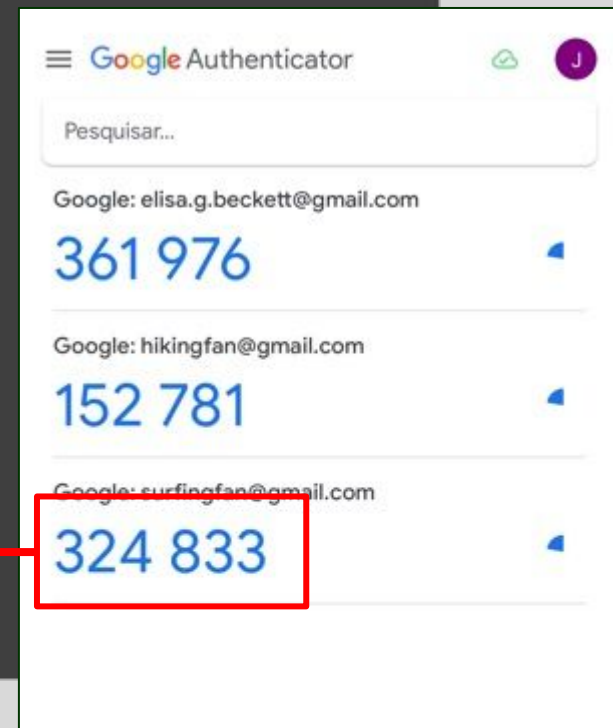 Google Authenticator
J
Pesquisar...
Google: elisa.g.beckett@gmail.com
361 976
Google: hikingfan@gmail.com
152 781
Google: surfingfan@gmail.com
324 833